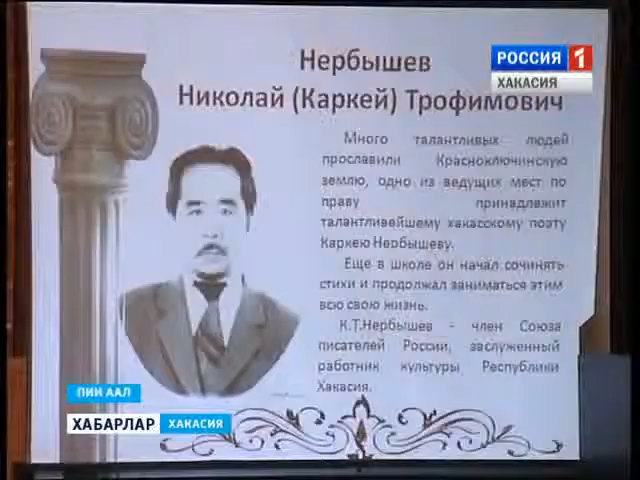 Нербышев
Николай (Каркей) Трофимович
РОССИЯ 1
ХАКАСИЯ
Много талантливых людей
прославили Красноключинскую
землю, одно из ведущих мест по
праву принадлежит
талантливейшему хакасскому поэту
Каркею Нербышеву.
Еще в школе он начал сочинять
стихи и продолжал заниматься этим
всю свою жизнь.
К.Т.Нербышев - член Союза
писателей России, заслуженный
работник культуры Республики
Хакасия.
ПИН ААЛ
ХАБАРЛАР ХАКАСИЯ